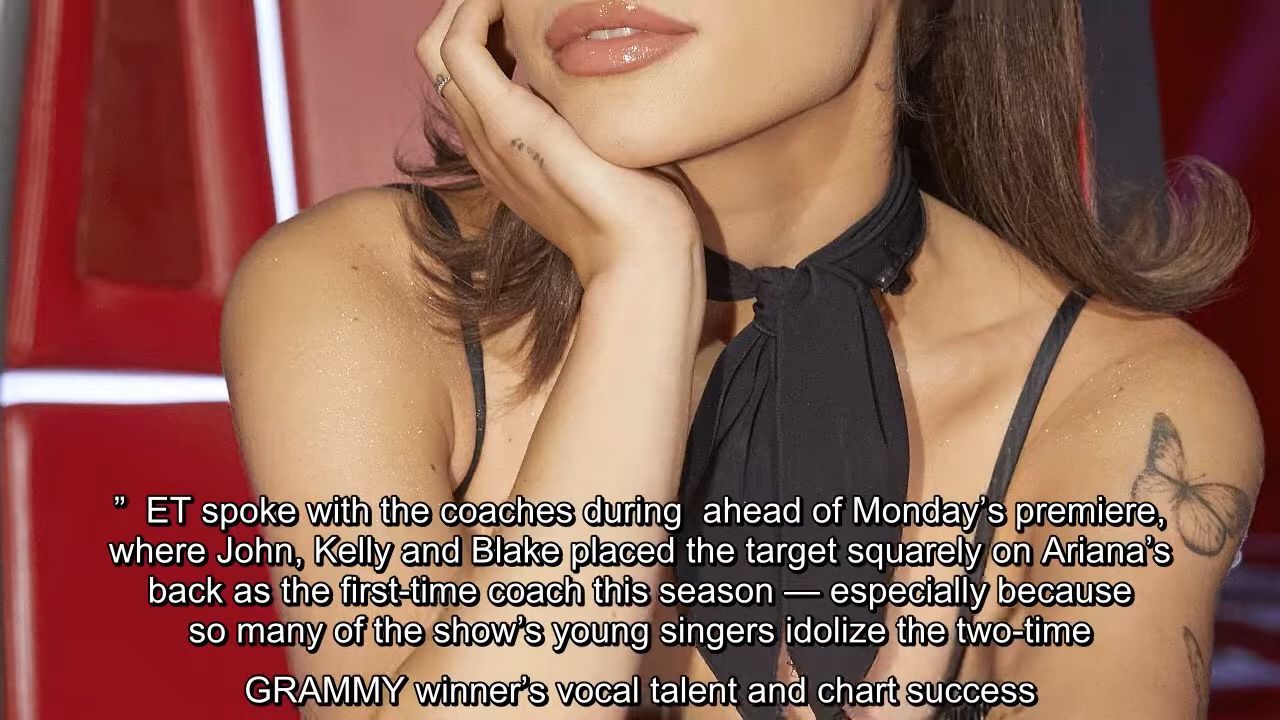 ”  ET spoke with the coaches during  ahead of Monday’s premiere,
where John, Kelly and Blake placed the target squarely on Ariana’s
back as the first-time coach this season — especially because
so many of the show’s young singers idolize the two-time
GRAMMY winner’s vocal talent and chart success